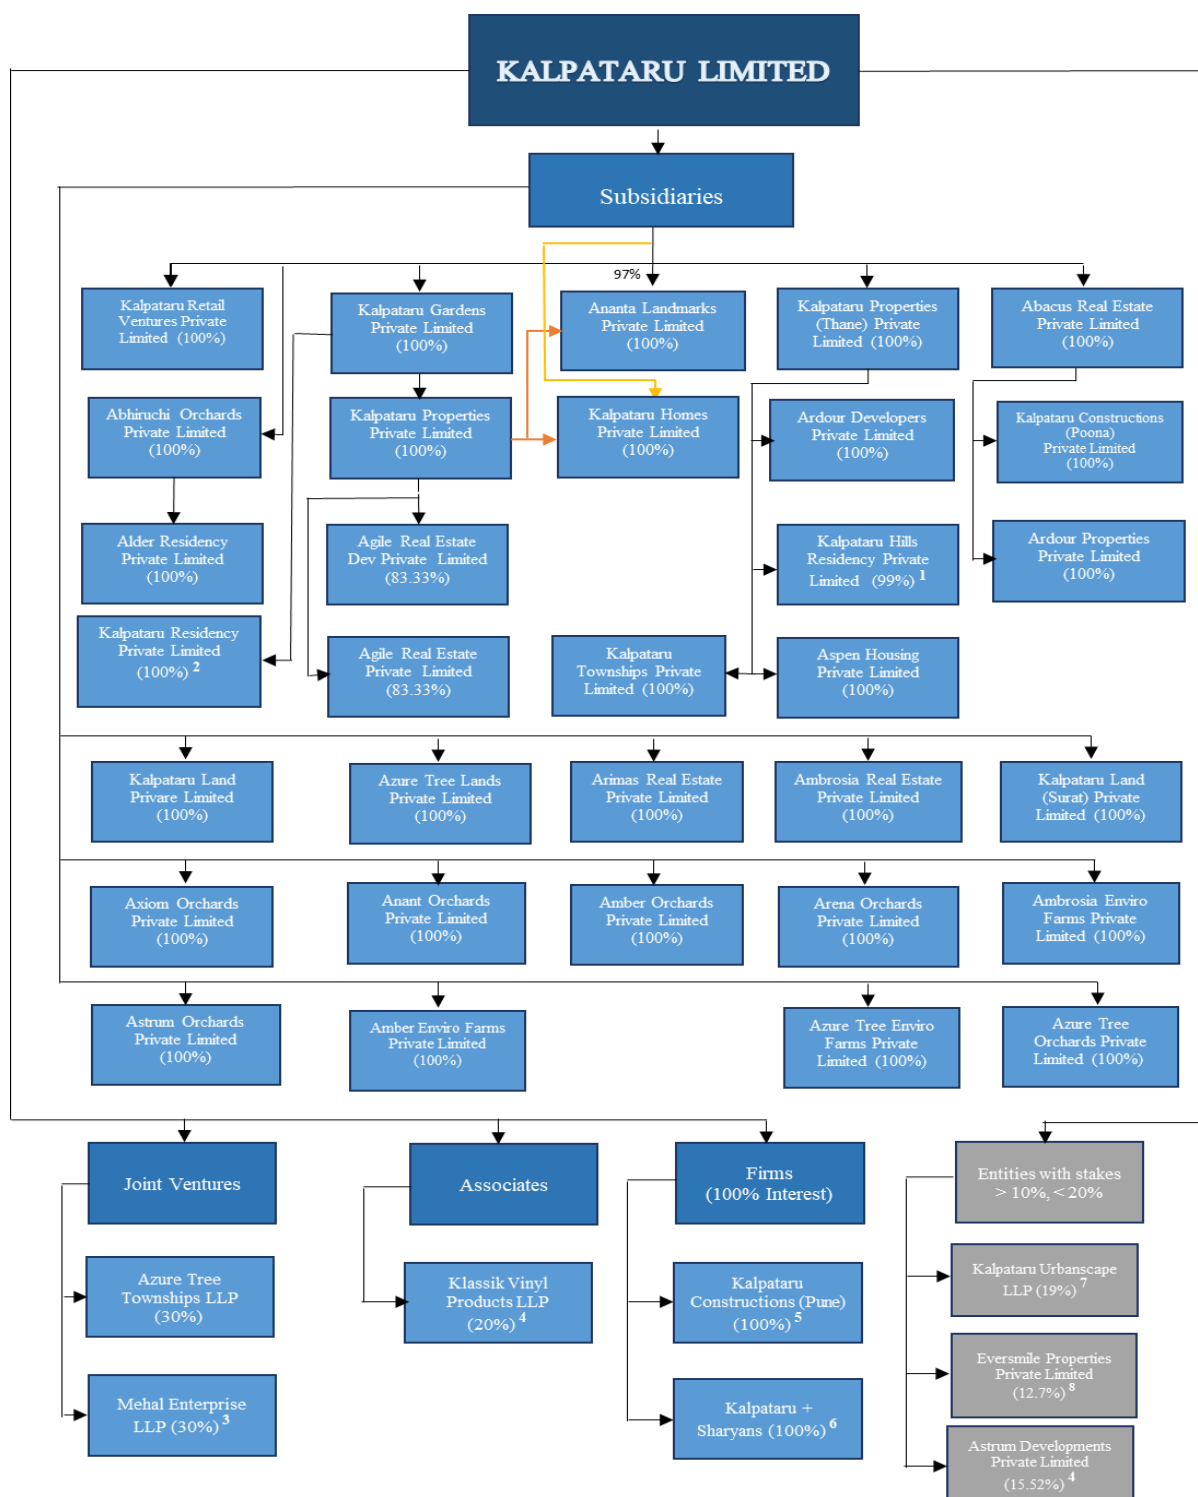 KALPATARU LIMITED
Subsidiaries
97%
Kalpataru Retail
Ventures Private
Limited (100%)
Kalpataru Gardens
Private Limited
(100%)
Ananta Landmarks
Private Limited
(100%)
Kalpataru Properties
(Thane) Private
Limited (100%)
Abacus Real Estate
Private Limited
(100%)
Abhiruchi Orchards
Private Limited
(100%)
Kalpataru Properties
Private Limited
(100%)
Kalpataru Homes
Private Limited
(100%)
Ardour Developers
Private Limited
(100%)
Kalpataru Constructions
(Poona)
Private Limited
(100%)
Alder Residency
Private Limited
(100%)
Agile Real Estate
Dev Private Limited
(83.33%)
Kalpataru Hills
Residency Private
Limited (99%) 1
Ardour Properties
Private Limited
(100%)
Kalpataru Residency
Private Limited
(100%) 2
Agile Real Estate
Private Limited
(83.33%)
Kalpataru
Townships Private
Limited (100%)
Aspen Housing
Private Limited
(100%)
Kalpataru Land
Privare Limited
(100%)
Azure Tree Lands
Private Limited
(100%)
Arimas Real Estate
Private Limited
(100%)
Ambrosia Real Estate
Private Limited
(100%)
Kalpataru Land
(Surat) Private
Limited (100%)
Axiom Orchards
Private Limited
(100%)
Anant Orchards
Private Limited
(100%)
Amber Orchards
Private Limited
(100%)
Arena Orchards
Private Limited
(100%)
Ambrosia Enviro
Farms Private
Limited (100%)
Astrum Orchards
Private Limited
(100%)
Amber Enviro Farms
Private Limited
(100%)
Azure Tree Enviro
Farms Private
Limited (100%)
Azure Tree
Orchards Private
Limited (100%)
Joint Ventures
Associates
Firms
(100% Interest)
Entities with stakes
> 10%, < 20%
Azure Tree
Townships LLP
(30%)
Klassik Vinyl
Products LLP
(20%) 4
Kalpataru
Constructions (Pune)
(100%) 5
Kalpataru Urbanscape
LLP (19%) 7
Mehal Enterprise
LLP (30%) 3
Kalpataru +
Sharyans (100%) 6
Eversmile Properties
Private Limited
(12.7%) 8
Astrum Developments
Private Limited
(15.52%) 4